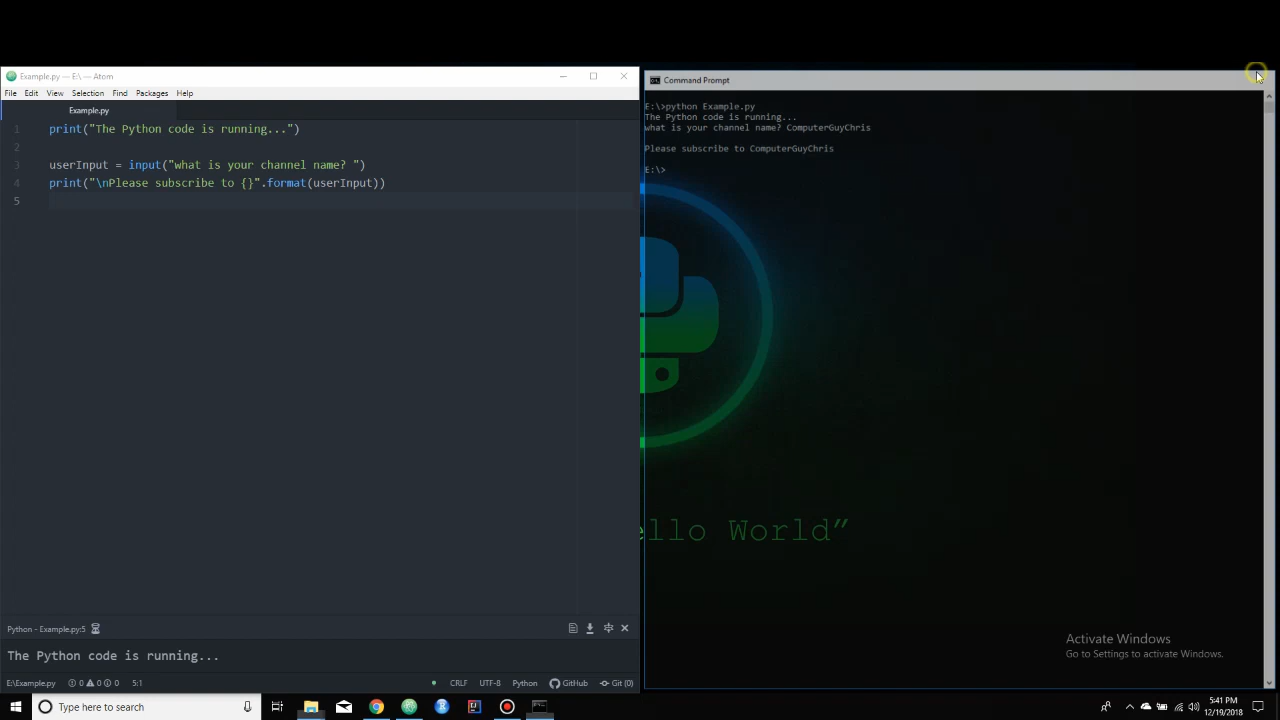 Example.py — E:\ — Atom
File Edit View Selection Find Packages Help
Example.py
1 print("The Python code is running...")
2
3 userInput = input("what is your channel name? ")
4 print("\nPlease subscribe to {}".format(userInput))
5
Python - Example.py:5
The Python code is running...
E:\Example.py 0 0 0 5:1 CRLF UTF-8 Python GitHub Git (0)
Command Prompt
E:\>python Example.py
The Python code is running...
what is your channel name? ComputerGuyChris
Please subscribe to ComputerGuyChris
E:\>
ello World”
Activate Windows
Go to Settings to activate Windows.
Type here to search
5:41 PM
12/19/2018